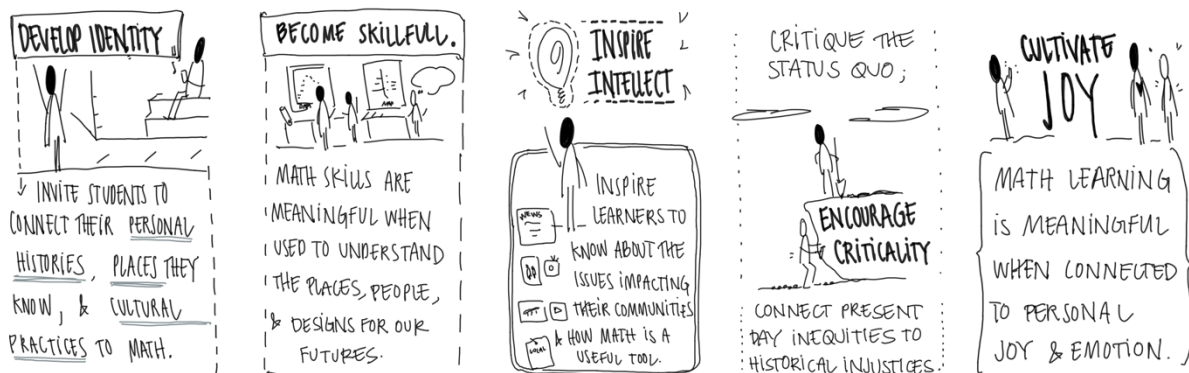 DEVELOP IDENTITY
INVITE STUDENTS TO
CONNECT THEIR PERSONAL
HISTORIES, PLACES THEY
KNOW, & CULTURAL
PRACTICES TO MATH.
BECOME SKILLFULL.
MATH SKILLS ARE
MEANINGFUL WHEN
USED TO UNDERSTAND
THE PLACES, PEOPLE,
& DESIGNS FOR OUR
FUTURES.
INSPIRE
INTELLECT
INSPIRE
LEARNERS TO
KNOW ABOUT THE
ISSUES IMPACTING
THEIR COMMUNITIES
& HOW MATH IS A
USEFUL TOOL.
NEWS
LOCAL
CRITIQUE THE
STATUS QUO;
ENCOURAGE
CRITICALITY
CONNECT PRESENT
DAY INEQUITIES TO
HISTORICAL INJUSTICES.
CULTIVATE
JOY
MATH LEARNING
IS MEANINGFUL
WHEN CONNECTED
TO PERSONAL
JOY & EMOTION.